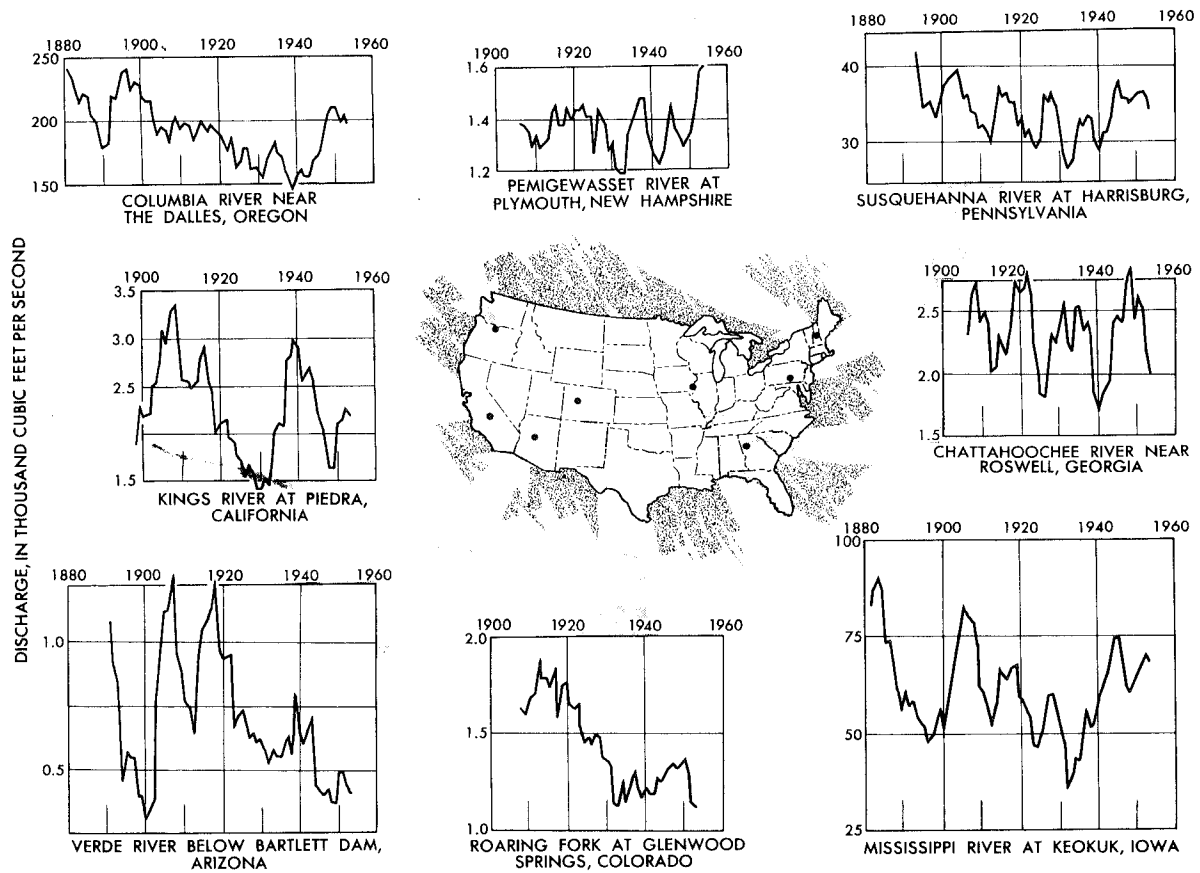 DISCHARGE, IN THOUSAND CUBIC FEET PER SECOND
1880 1900 1920 1940 1960
250
200
150
COLUMBIA RIVER NEAR
THE DALLES, OREGON
1900 1920 1940 1960
1.6
1.4
1.2
PEMIGEWASSET RIVER AT
PLYMOUTH, NEW HAMPSHIRE
1880 1900 1920 1940 1960
40
30
SUSQUEHANNA RIVER AT HARRISBURG,
PENNSYLVANIA
1900 1920 1940 1960
3.5
3.0
2.5
1.5
KINGS RIVER AT PIEDRA,
CALIFORNIA
1900 1920 1940 1960
2.5
2.0
1.5
CHATTAHOOCHEE RIVER NEAR
ROSWELL, GEORGIA
1880 1900 1920 1940 1960
1.0
0.5
VERDE RIVER BELOW BARTLETT DAM,
ARIZONA
1900 1920 1940 1960
2.0
1.5
1.0
ROARING FORK AT GLENWOOD
SPRINGS, COLORADO
1880 1900 1920 1940 1960
100
75
50
25
MISSISSIPPI RIVER AT KEOKUK, IOWA